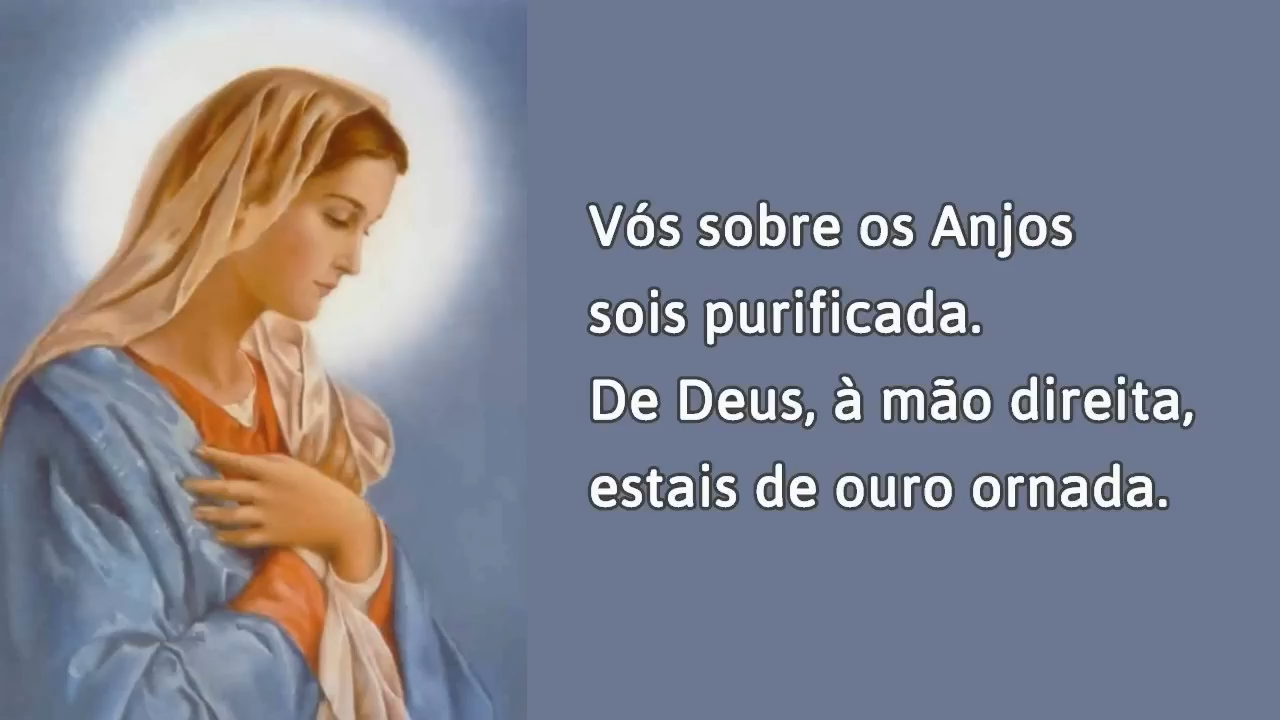 Vós sobre os Anjos
sois purificada.
De Deus, à mão direita,
estais de ouro ornada.